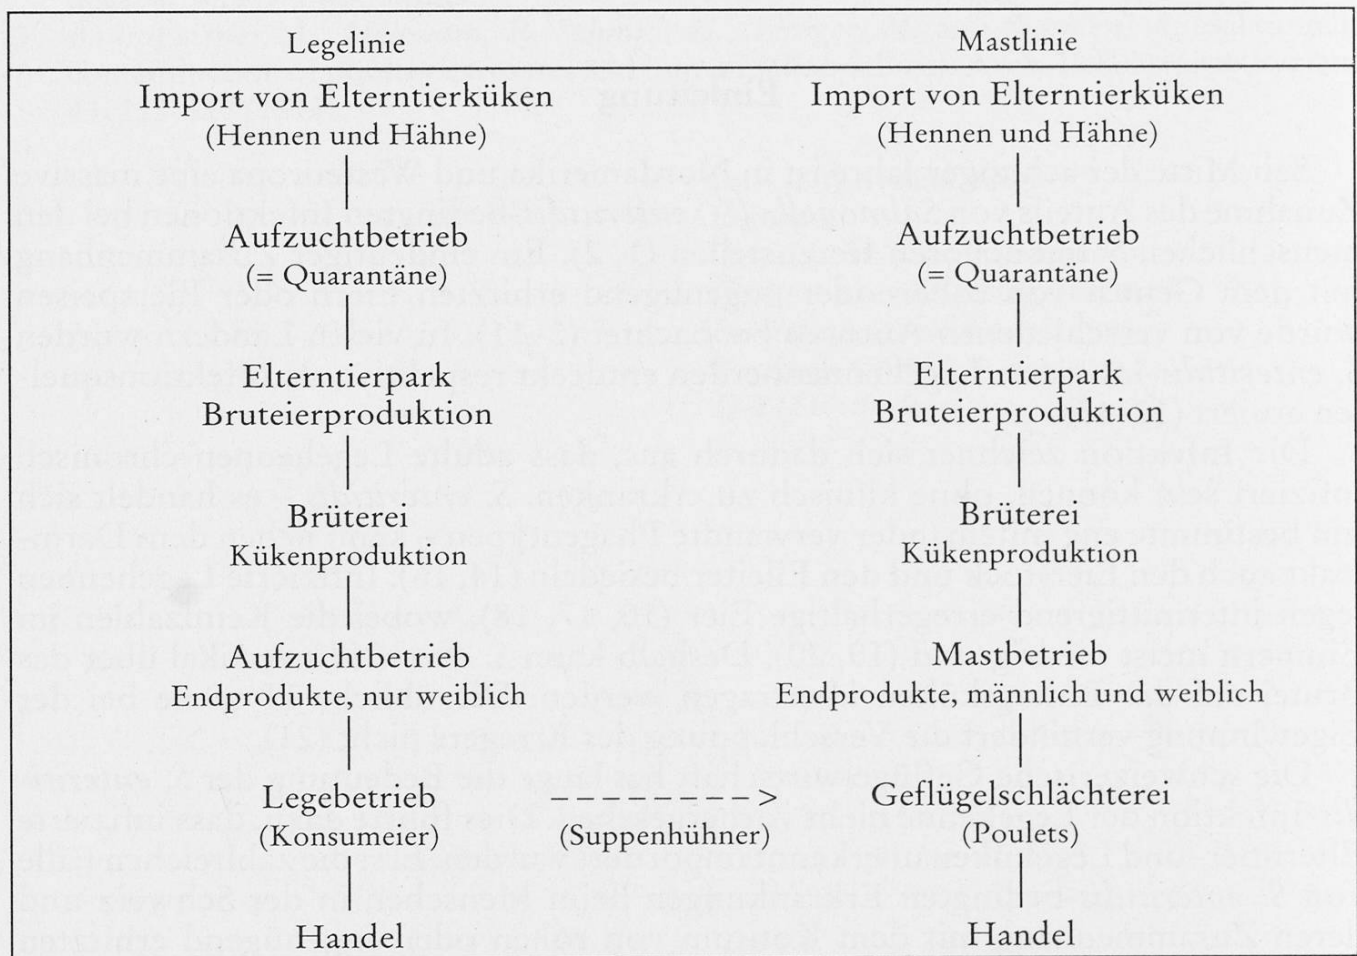 Legelinie
Import von Elterntierküken
(Hennen und Hähne)
Aufzuchtbetrieb
(= Quarantäne)
Elterntierpark
Bruteierproduktion
Brüterei
Kükenproduktion
Aufzuchtbetrieb
Endprodukte, nur weiblich
Legebetrieb
(Konsumeier)
Handel
– – – – – – – >
(Suppenhühner)
Mastlinie
Import von Elterntierküken
(Hennen und Hähne)
Aufzuchtbetrieb
(= Quarantäne)
Elterntierpark
Bruteierproduktion
Brüterei
Kükenproduktion
Mastbetrieb
Endprodukte, männlich und weiblich
Geflügelschlächterei
(Poulets)
Handel